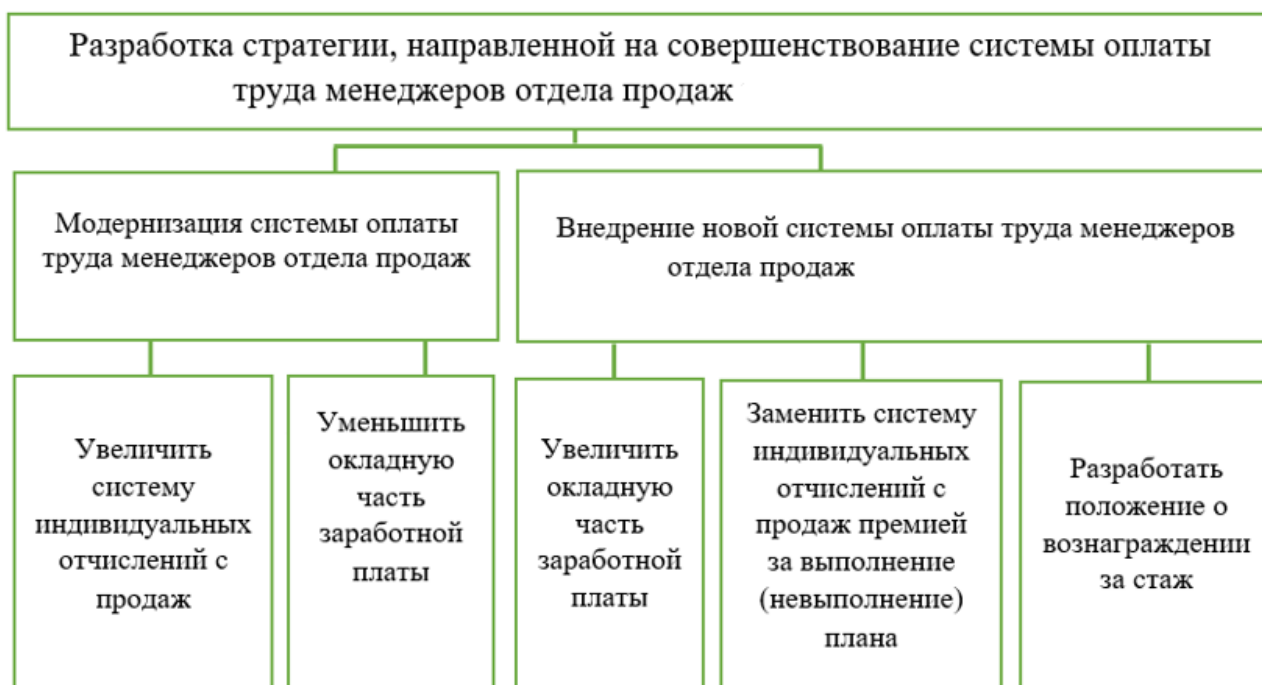 Разработка стратегии, направленной на совершенствование системы оплаты
труда менеджеров отдела продаж
Модернизация системы оплаты
труда менеджеров отдела продаж
Внедрение новой системы оплаты труда менеджеров
отдела продаж
Увеличить
систему
индивидуальных
отчислений с
продаж
Уменьшить
окладную
часть
заработной
платы
Увеличить
окладную
часть
заработной
платы
Заменить систему
индивидуальных
отчислений с
продаж премией
за выполнение
(невыполнение)
плана
Разработать
положение о
вознаграждении
за стаж